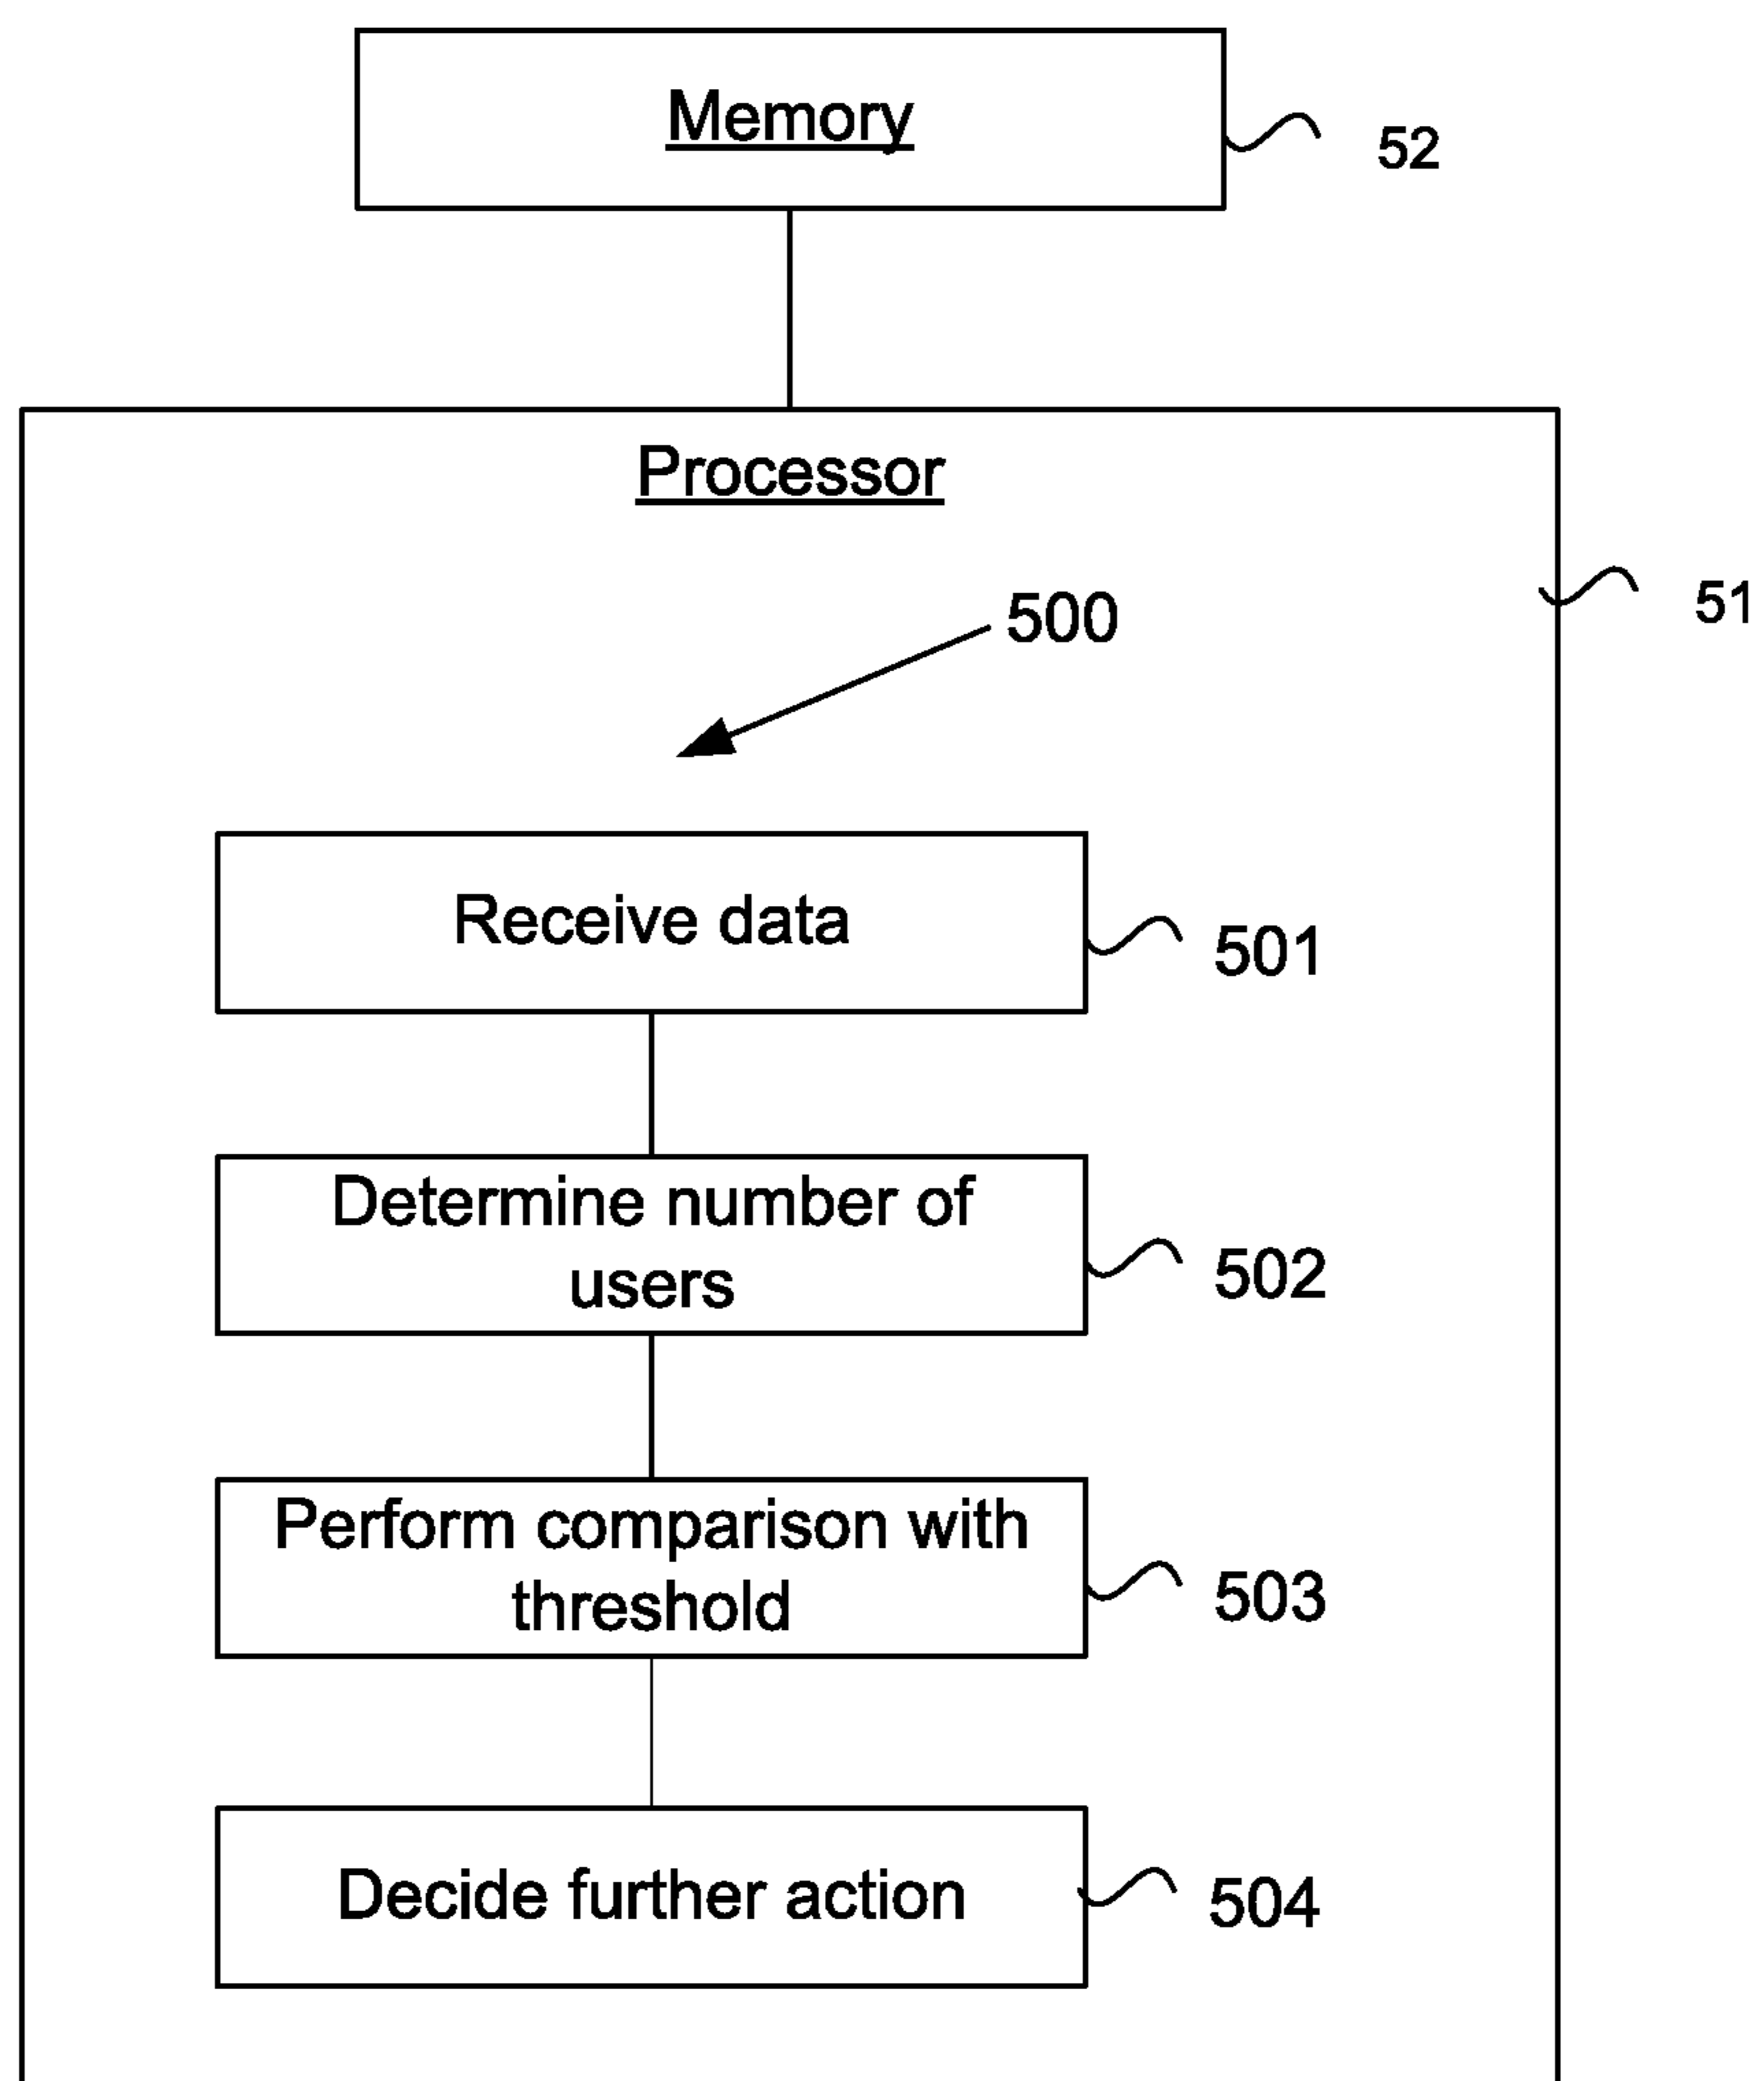 Memory
52
Processor
51
500
Receive data
501
Determine number of
users
502
Perform comparison with
threshold
503
Decide further action
504